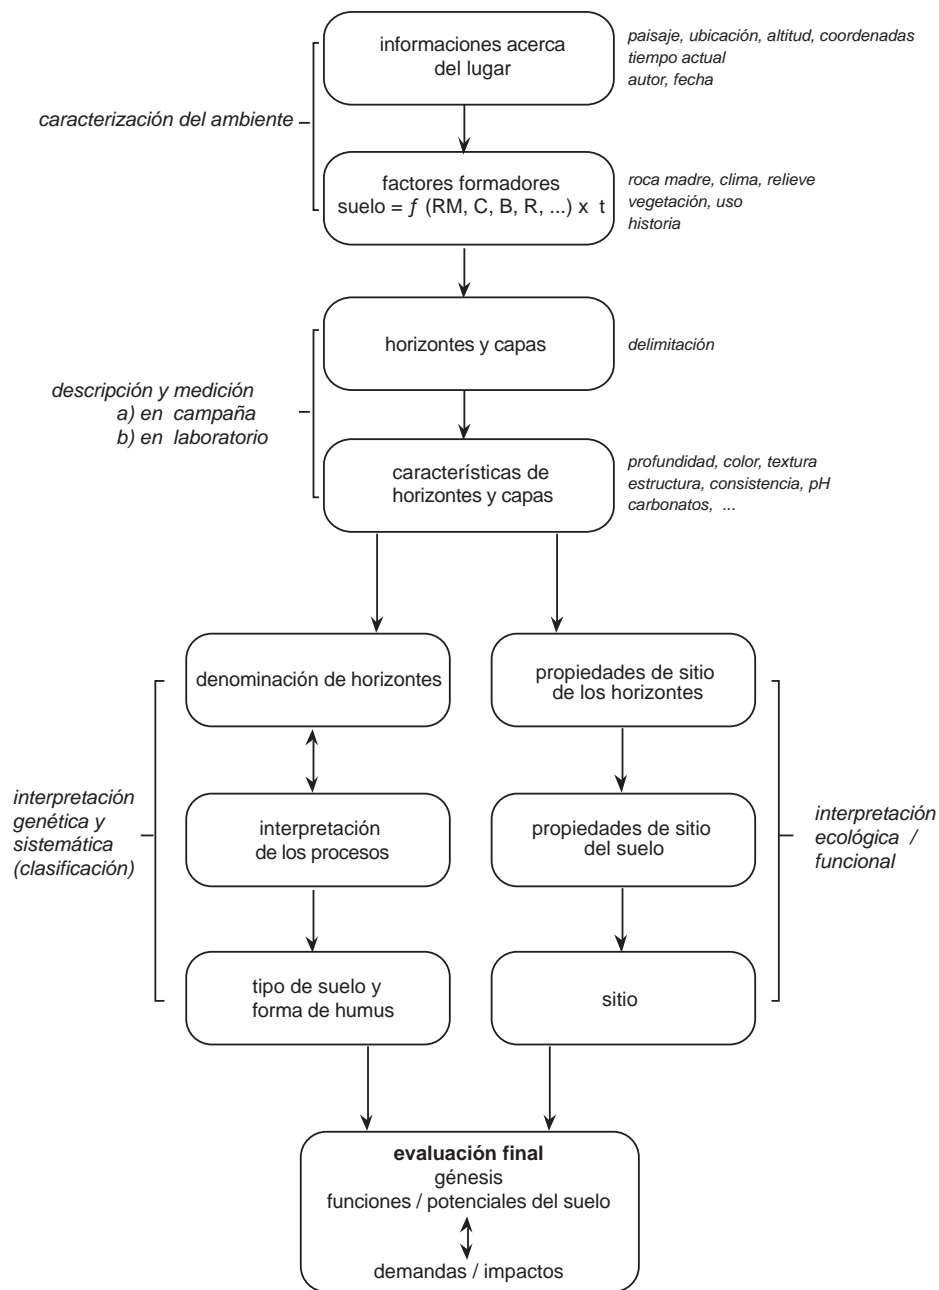 informaciones acerca
del lugar
paisaje, ubicación, altitud, coordenadas
tiempo actual
autor, fecha
caracterización del ambiente
factores formadores
suelo = ƒ (RM, C, B, R, ...) x t
roca madre, clima, relieve
vegetación, uso
historia
horizontes y capas
delimitación
descripción y medición
a) en campaña
b) en laboratorio
características de
horizontes y capas
profundidad, color, textura
estructura, consistencia, pH
carbonatos, ...
denominación de horizontes
propiedades de sitio
de los horizontes
interpretación
genética y
sistemática
(clasificación)
interpretación
de los procesos
propiedades de sitio
del suelo
interpretación
ecológica /
funcional
tipo de suelo y
forma de humus
sitio
evaluación final
génesis
funciones / potenciales del suelo
demandas / impactos